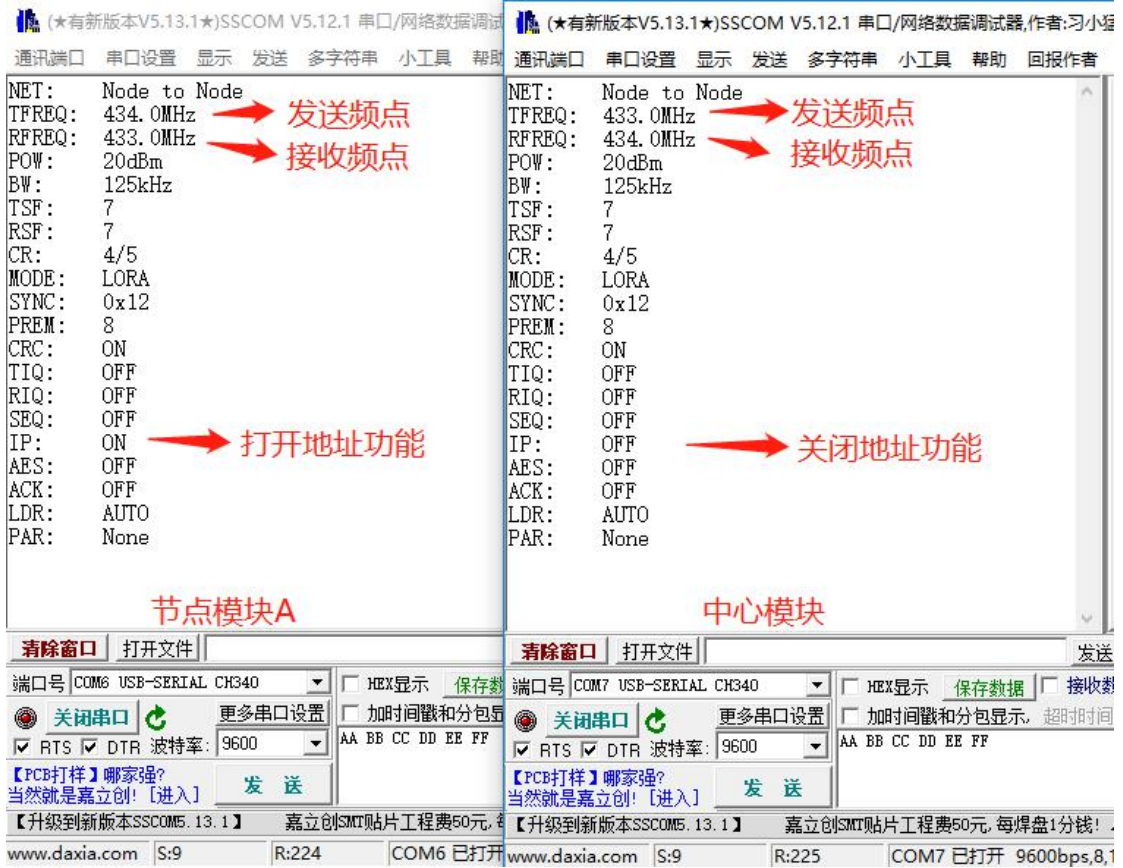 (★有新版本V5.13.1★)SSCOM V5.12.1 串口/网络数据调试
通讯端口 串口设置 显示 发送 多字符串 小工具 帮助
NET: Node to Node
TFREQ: 434.0MHz 发送频点
RFREQ: 433.0MHz 接收频点
POW: 20dBm
BW: 125kHz
TSF: 7
RSF: 7
CR: 4/5
MODE: LORA
SYNC: 0x12
PREM: 8
CRC: ON
TIQ: OFF
RIQ: OFF
SEQ: OFF
IP: ON 打开地址功能
AES: OFF
ACK: OFF
LDR: AUTO
PAR: None
节点模块A
清除窗口 打开文件
端口号 COM6 USB-SERIAL CH340 HEX显示 保存数
关闭串口 更多串口设置 加时间戳和分包显
RTS DTR 波特率: 9600 AA BB CC DD EE FF
【PCB打样】哪家强?
当然就是嘉立创! [进入] 发 送
【升级到新版本SSCOM5.13.1】 嘉立创SMT贴片工程费50元,
www.daxia.com S:9 R:224 COM6 已打开
(★有新版本V5.13.1★)SSCOM V5.12.1 串口/网络数据调试器,作者:习小猛
通讯端口 串口设置 显示 发送 多字符串 小工具 帮助 回报作者
NET: Node to Node
TFREQ: 433.0MHz 发送频点
RFREQ: 434.0MHz 接收频点
POW: 20dBm
BW: 125kHz
TSF: 7
RSF: 7
CR: 4/5
MODE: LORA
SYNC: 0x12
PREM: 8
CRC: ON
TIQ: OFF
RIQ: OFF
SEQ: OFF
IP: OFF 关闭地址功能
AES: OFF
ACK: OFF
LDR: AUTO
PAR: None
中心模块
清除窗口 打开文件 发送
端口号 COM7 USB-SERIAL CH340 HEX显示 保存数据 接收数
关闭串口 更多串口设置 加时间戳和分包显示, 超时时间
RTS DTR 波特率: 9600 AA BB CC DD EE FF
【PCB打样】哪家强?
当然就是嘉立创! [进入] 发 送
【升级到新版本SSCOM5.13.1】 嘉立创SMT贴片工程费50元,每焊盘1分钱!
www.daxia.com S:9 R:225 COM7 已打开 9600bps,8,1